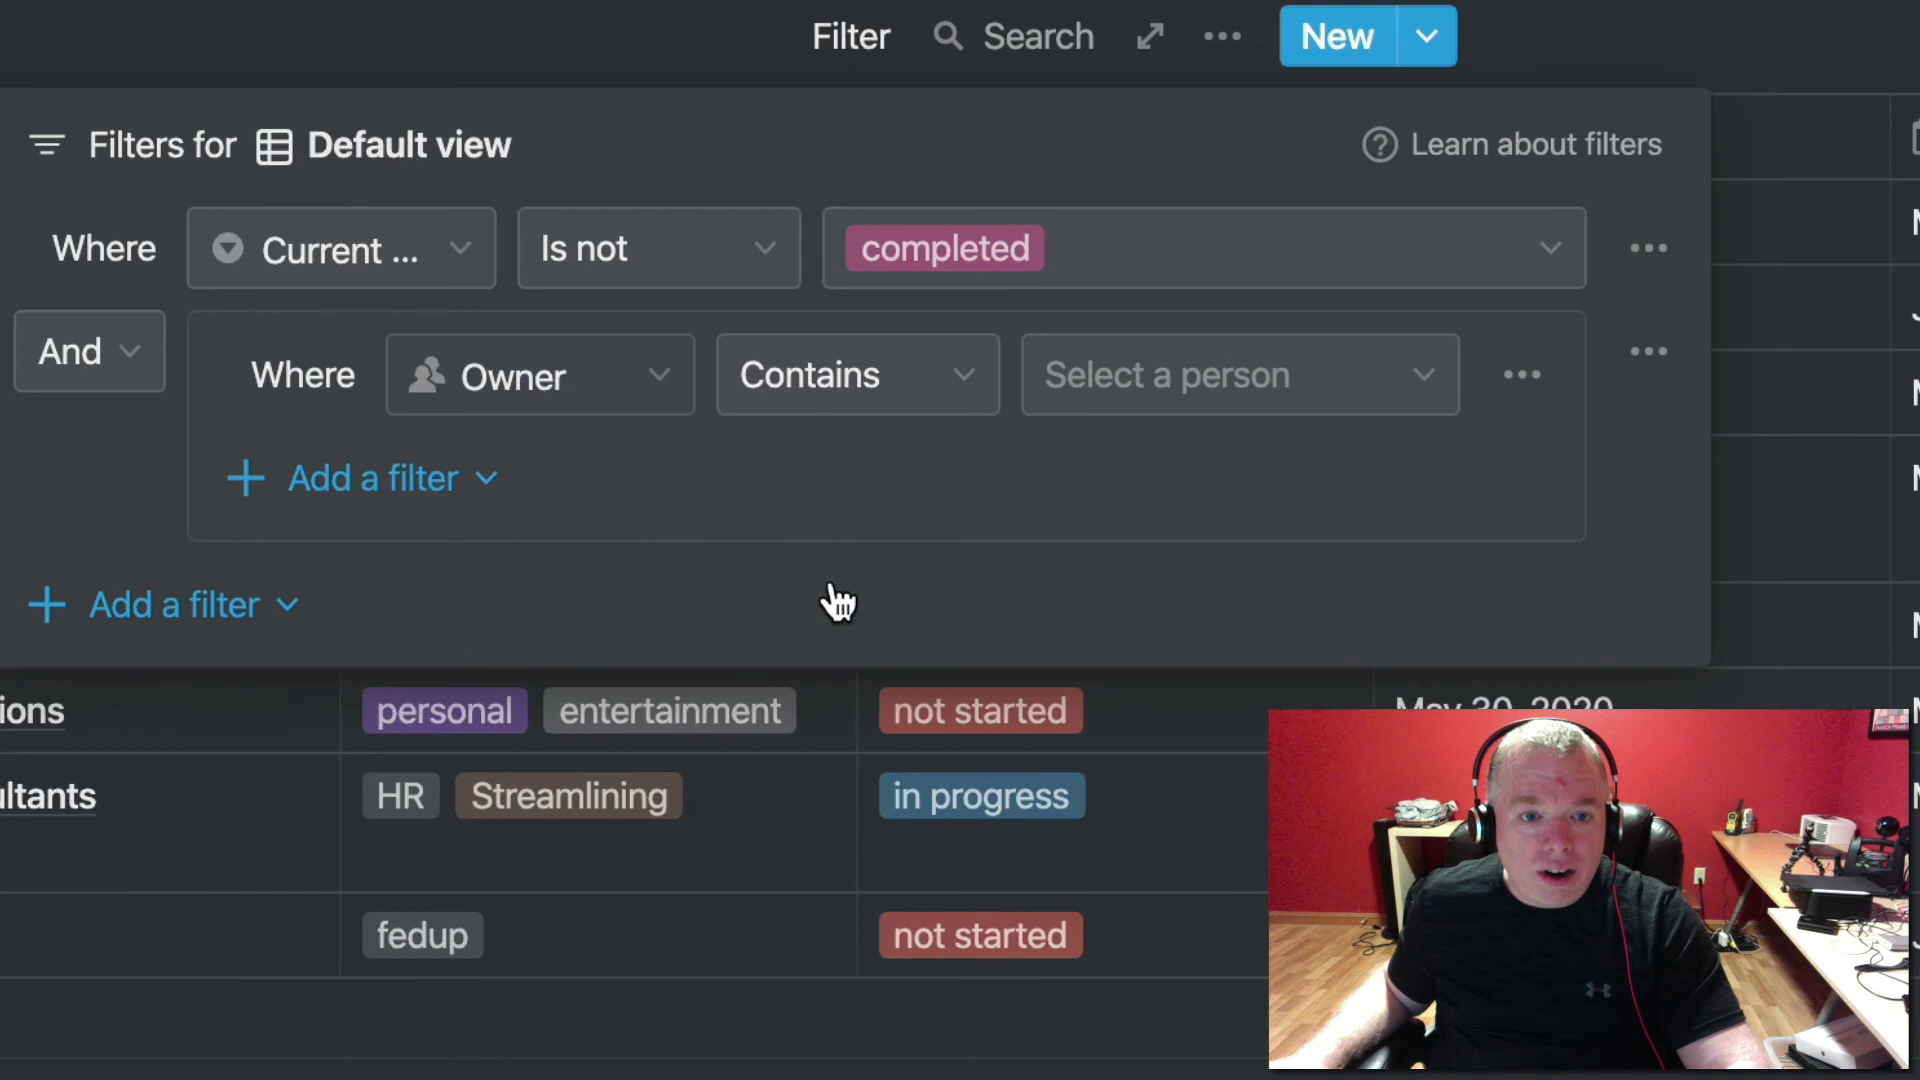 Filter Search New
Filters for Default view
Learn about filters
Where Current ... Is not completed
And
Where Owner Contains Select a person
Add a filter
Add a filter
ions personal entertainment not started May 30, 2020
ultants HR Streamlining in progress
fedup not started